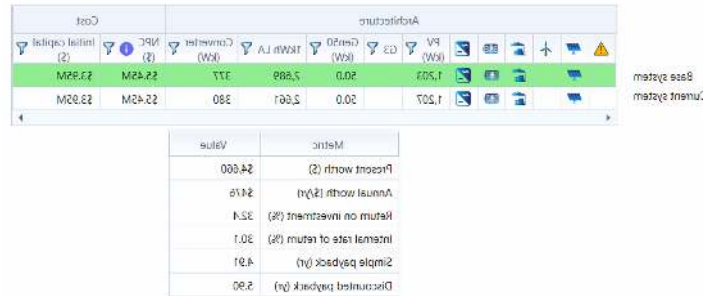 Architecture Cost
PV (kW) G3 Gen50 (kW) 1kWh LA Converter (kW) NPC ($) Initial capital ($)
Base system 1,203 50.0 2,689 377 $5.45M $3.95M
Current system 1,207 50.0 2,661 380 $5.45M $3.95M
Metric Value
Present worth ($) $4,660
Annual worth ($/yr) $476
Return on investment (%) 32.4
Internal rate of return (%) 30.1
Simple payback (yr) 4.91
Discounted payback (yr) 5.90